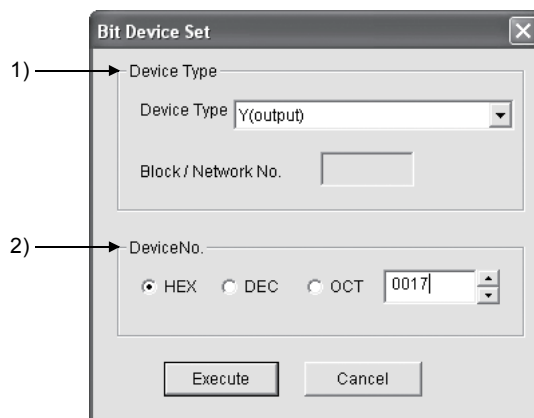 Bit Device Set
1)
Device Type
Device Type Y(output)
Block / Network No.
2)
DeviceNo.
HEX DEC OCT 0017
Execute Cancel